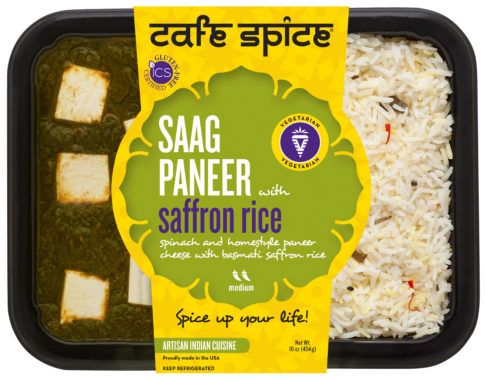 cafe spice®
GLUTEN-FREE
ICS
CERTIFIED
VEGETARIAN
VEGETARIAN
SAAG
PANEER with
saffron rice
spinach and homestyle paneer
cheese with basmati saffron rice
medium
Spice up your life!
ARTISAN INDIAN CUISINE
Proudly made in the USA
KEEP REFRIGERATED
Net Wt.
16 oz (454g)